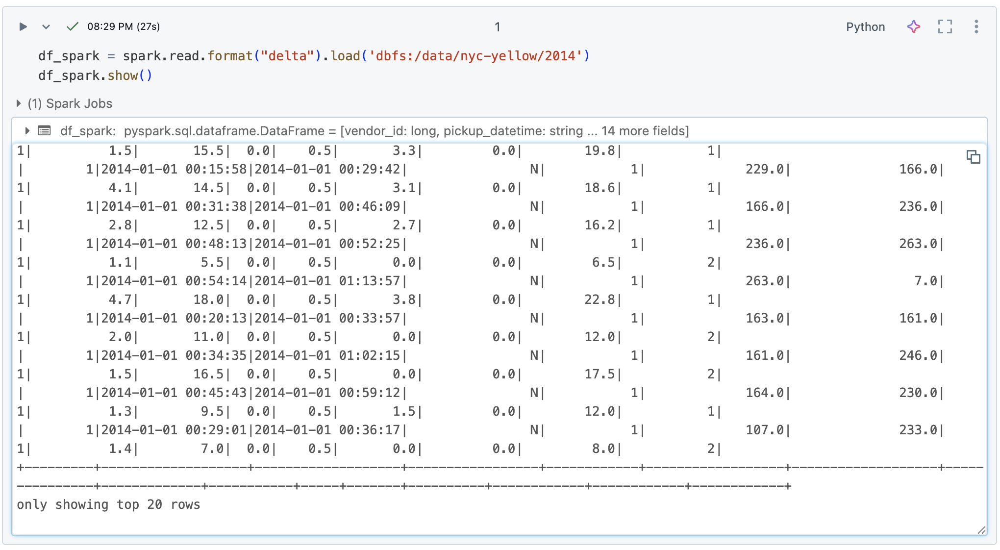 08:29 PM (27s)
1
Python
df_spark = spark.read.format("delta").load('dbfs:/data/nyc-yellow/2014')
df_spark.show()
(1) Spark Jobs
df_spark: pyspark.sql.dataframe.DataFrame = [vendor_id: long, pickup_datetime: string ... 14 more fields]
1|          1.5|       15.5|  0.0|    0.5|       3.3|         0.0|        19.8|           1|
|         1|2014-01-01 00:15:58|2014-01-01 00:29:42|                N|           1|             229.0|              166.0|
1|          4.1|       14.5|  0.0|    0.5|       3.1|         0.0|        18.6|           1|
|         1|2014-01-01 00:31:38|2014-01-01 00:46:09|                N|           1|             166.0|              236.0|
1|          2.8|       12.5|  0.0|    0.5|       2.7|         0.0|        16.2|           1|
|         1|2014-01-01 00:48:13|2014-01-01 00:52:25|                N|           1|             236.0|              263.0|
1|          1.1|        5.5|  0.0|    0.5|       0.0|         0.0|         6.5|           2|
|         1|2014-01-01 00:54:14|2014-01-01 01:13:57|                N|           1|             263.0|                7.0|
1|          4.7|       18.0|  0.0|    0.5|       3.8|         0.0|        22.8|           1|
|         1|2014-01-01 00:20:13|2014-01-01 00:33:57|                N|           1|             163.0|              161.0|
1|          2.0|       11.0|  0.0|    0.5|       0.0|         0.0|        12.0|           2|
|         1|2014-01-01 00:34:35|2014-01-01 01:02:15|                N|           1|             161.0|              246.0|
1|          1.5|       16.5|  0.0|    0.5|       0.0|         0.0|        17.5|           2|
|         1|2014-01-01 00:45:43|2014-01-01 00:59:12|                N|           1|             164.0|              230.0|
1|          1.3|        9.5|  0.0|    0.5|       1.5|         0.0|        12.0|           1|
|         1|2014-01-01 00:29:01|2014-01-01 00:36:17|                N|           1|             107.0|              233.0|
1|          1.4|        7.0|  0.0|    0.5|       0.0|         0.0|         8.0|           2|
+---------+-------------------+-------------------+-----------------+------------+------------------+-------------------+-----
----------+-------------+-----------+-----+-------+----------+------------+------------+------------+
only showing top 20 rows